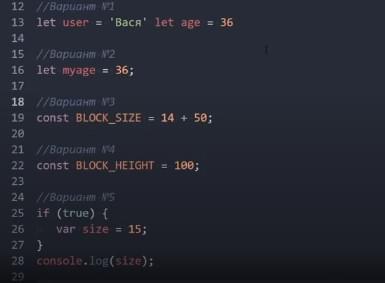 12 //Вариант №1
13 let user = 'Вася' let age = 36
14
15 //Вариант №2
16 let myage = 36;
17
18 //Вариант №3
19 const BLOCK_SIZE = 14 + 50;
20
21 //Вариант №4
22 const BLOCK_HEIGHT = 100;
23
24 //Вариант №5
25 if (true) {
26 var size = 15;
27 }
28 console.log(size);
29